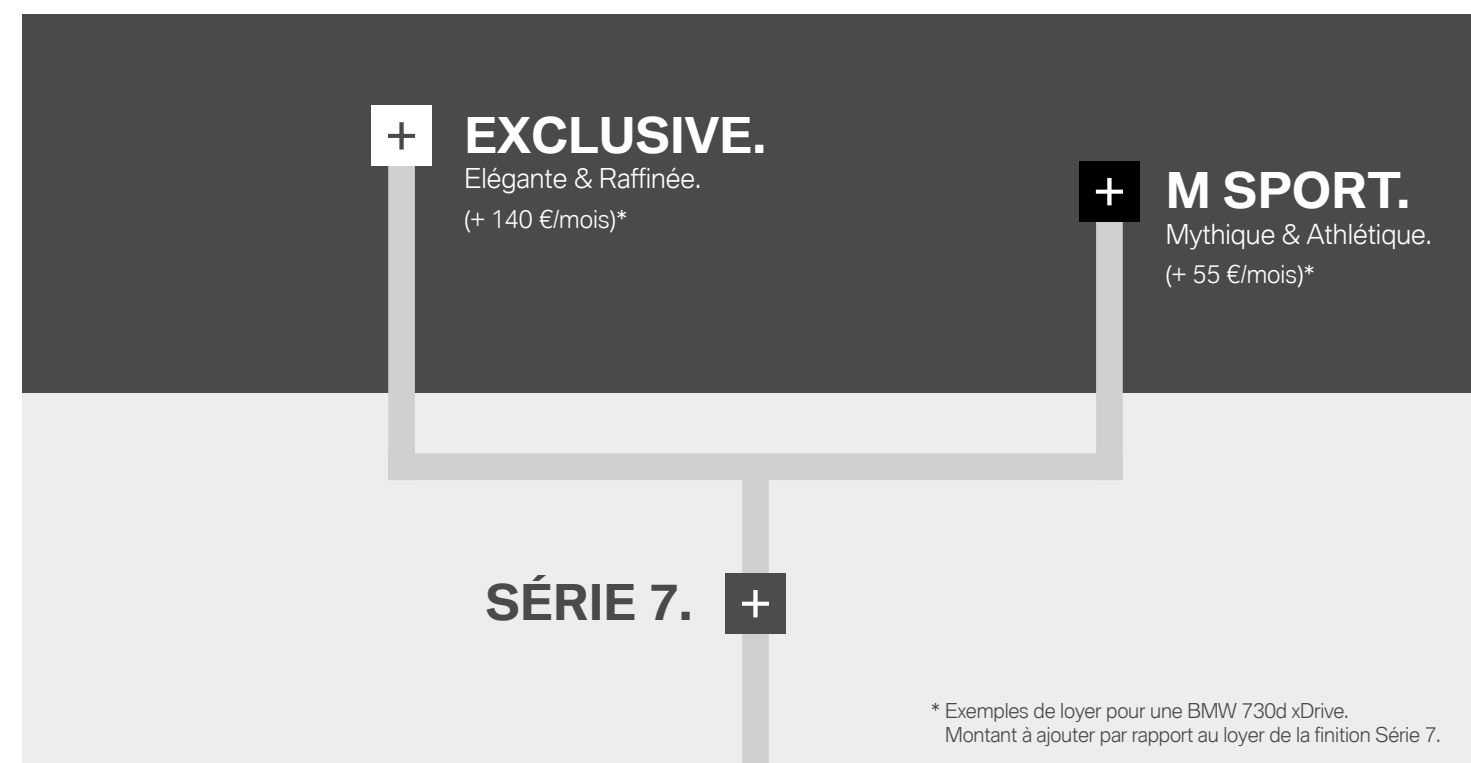 EXCLUSIVE.
Elégante & Raffinée.
(+ 140 €/mois)*
M SPORT.
Mythique & Athlétique.
(+ 55 €/mois)*
SÉRIE 7.
* Exemples de loyer pour une BMW 730d xDrive.
Montant à ajouter par rapport au loyer de la finition Série 7.